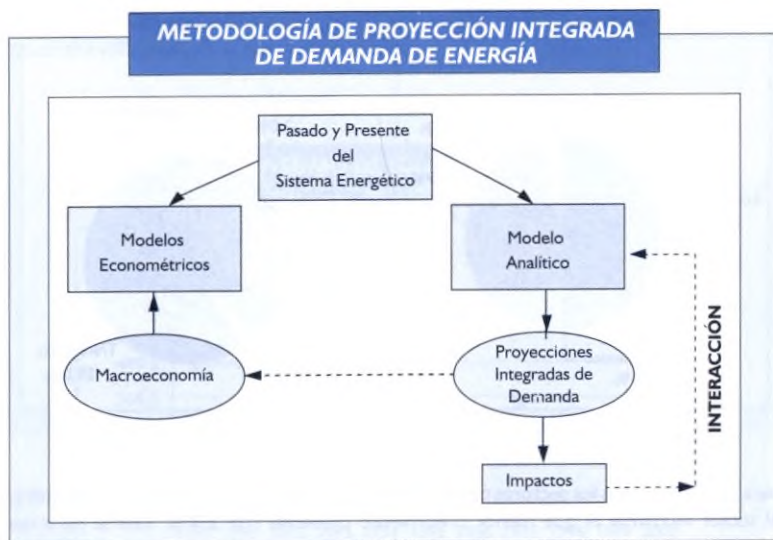 METODOLOGÍA DE PROYECCIÓN INTEGRADA
DE DEMANDA DE ENERGÍA
Pasado y Presente
del
Sistema Energético
Modelos
Econométricos
Modelo
Analítico
Macroeconomía
Proyecciones
Integradas de
Demanda
Impactos
INTERACCIÓN